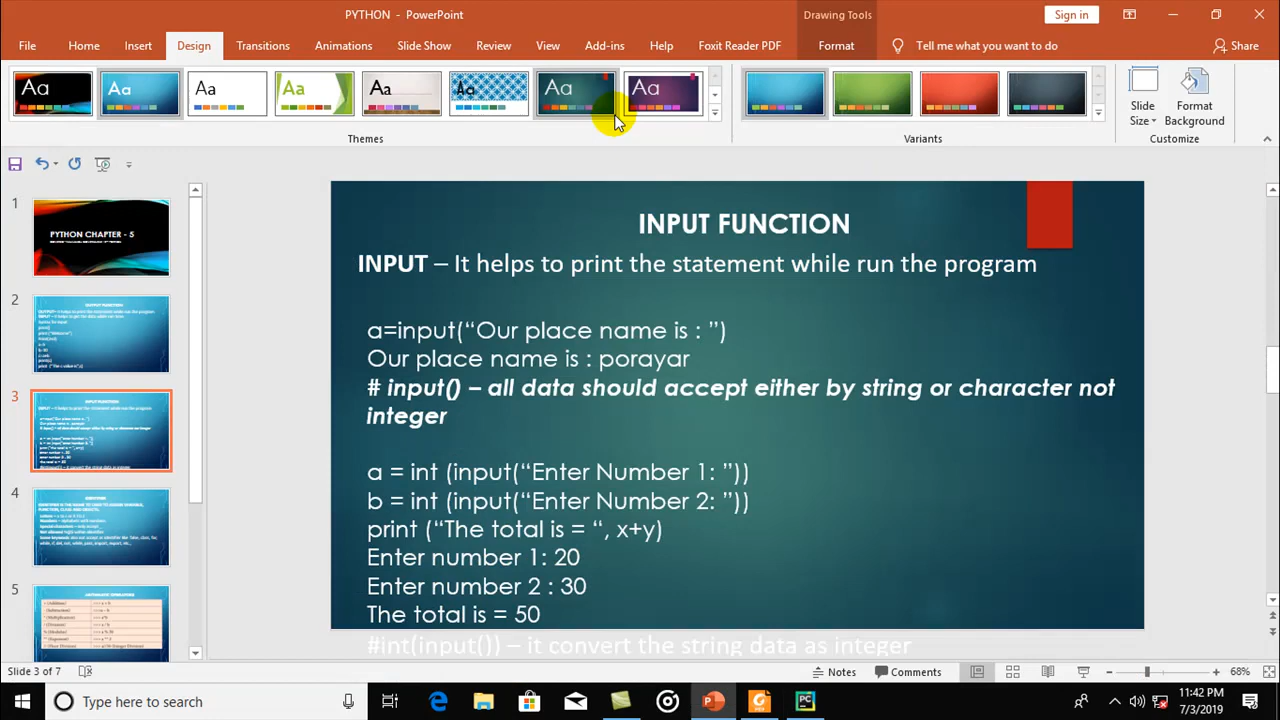 PYTHON - PowerPoint
Drawing Tools
Sign in
File
Home
Insert
Design
Transitions
Animations
Slide Show
Review
View
Add-ins
Help
Foxit Reader PDF
Format
Tell me what you want to do
Share
Aa
Aa
Aa
Aa
Aa
Aa
Aa
Aa
Slide
Size
Format
Background
Themes
Variants
Customize
1
PYTHON CHAPTER - 5
2
3
4
5
INPUT FUNCTION
INPUT – It helps to print the statement while run the program
a=input(“Our place name is : ”)
Our place name is : porayar
# input() – all data should accept either by string or character not
integer
a = int (input(“Enter Number 1: ”))
b = int (input(“Enter Number 2: ”))
print (“The total is = “, x+y)
Enter number 1: 20
Enter number 2 : 30
The total is = 50
#int(input()) – it convert the string data as integer
Slide 3 of 7
Notes
Comments
68%
Type here to search
11:42 PM
7/3/2019